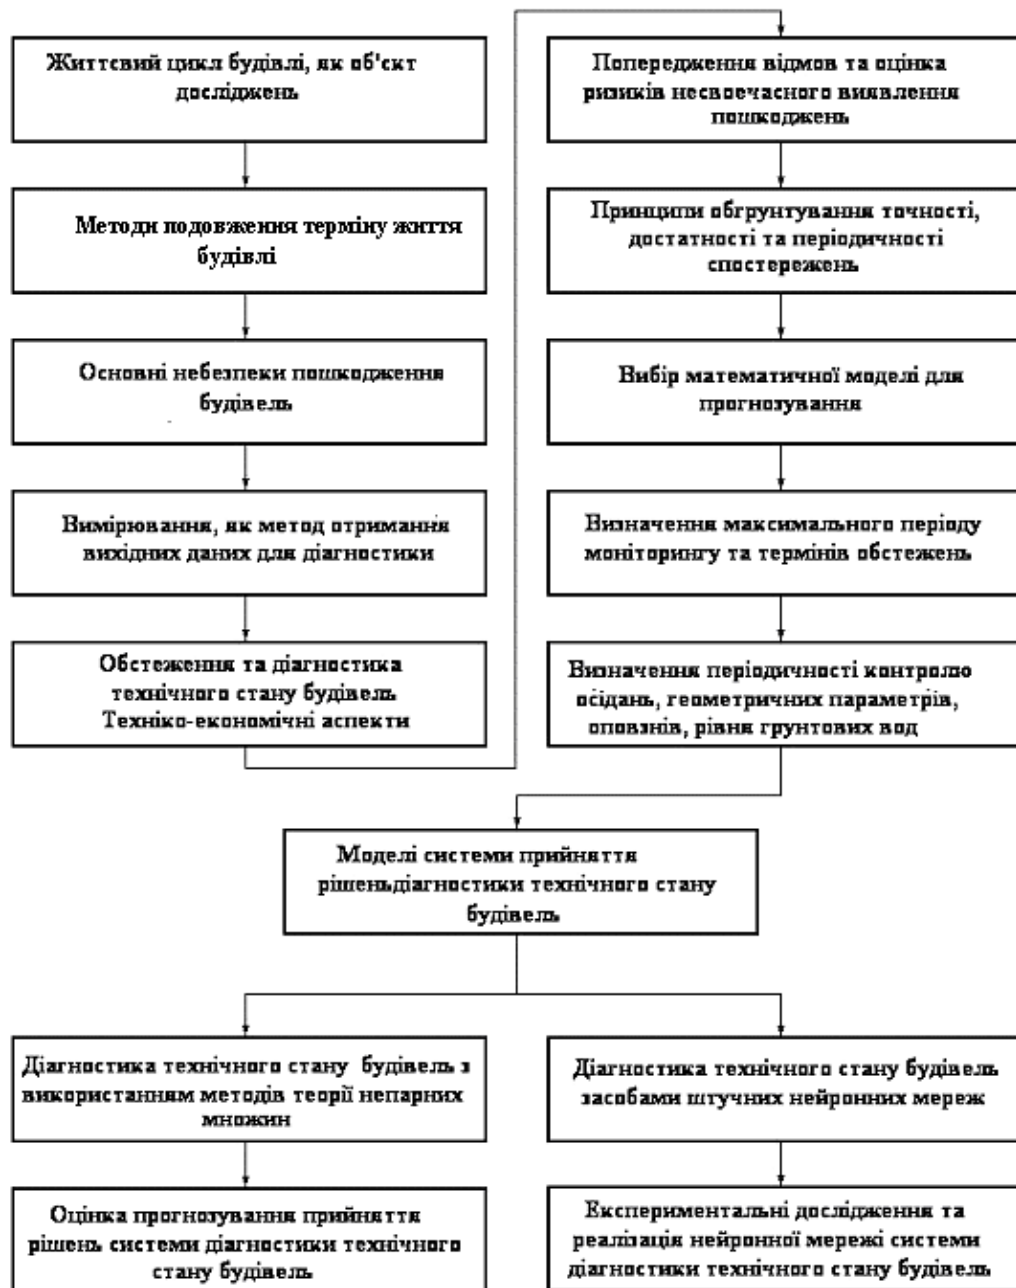 Життєвий цикл будівлі, як об'єкт
досліджень
Методи подовження терміну життя
будівлі
Основні небезпеки пошкодження
будівель
Вимірювання, як метод отримання
вихідних даних для діагностики
Обстеження та діагностика
технічного стану будівель
Техніко-економічні аспекти
Попередження відмов та оцінка
ризиків несвоечасного виявлення
пошкоджень
Принципи обгрунтування точності,
достатності та періодичності
спостережень
Вибір математичної моделі для
прогнозування
Визначення максимального періоду
моніторингу та термінів обстежень
Визначення періодичності контролю
осідань, геометричних параметрів,
оповзнів, рівня грунтових вод
Моделі системи прийняття
рішеньдіагностики технічного стану
будівель
Діагностика технічного стану будівель з
використанням методів теорії непарних
множин
Діагностика технічного стану будівель
засобами штучних нейронних мереж
Оцінка прогнозування прийняття
рішень системи діагностики технічного
стану будівель
Експериментальні дослідження та
реалізація нейронної мережі системи
діагностики технічного стану будівель